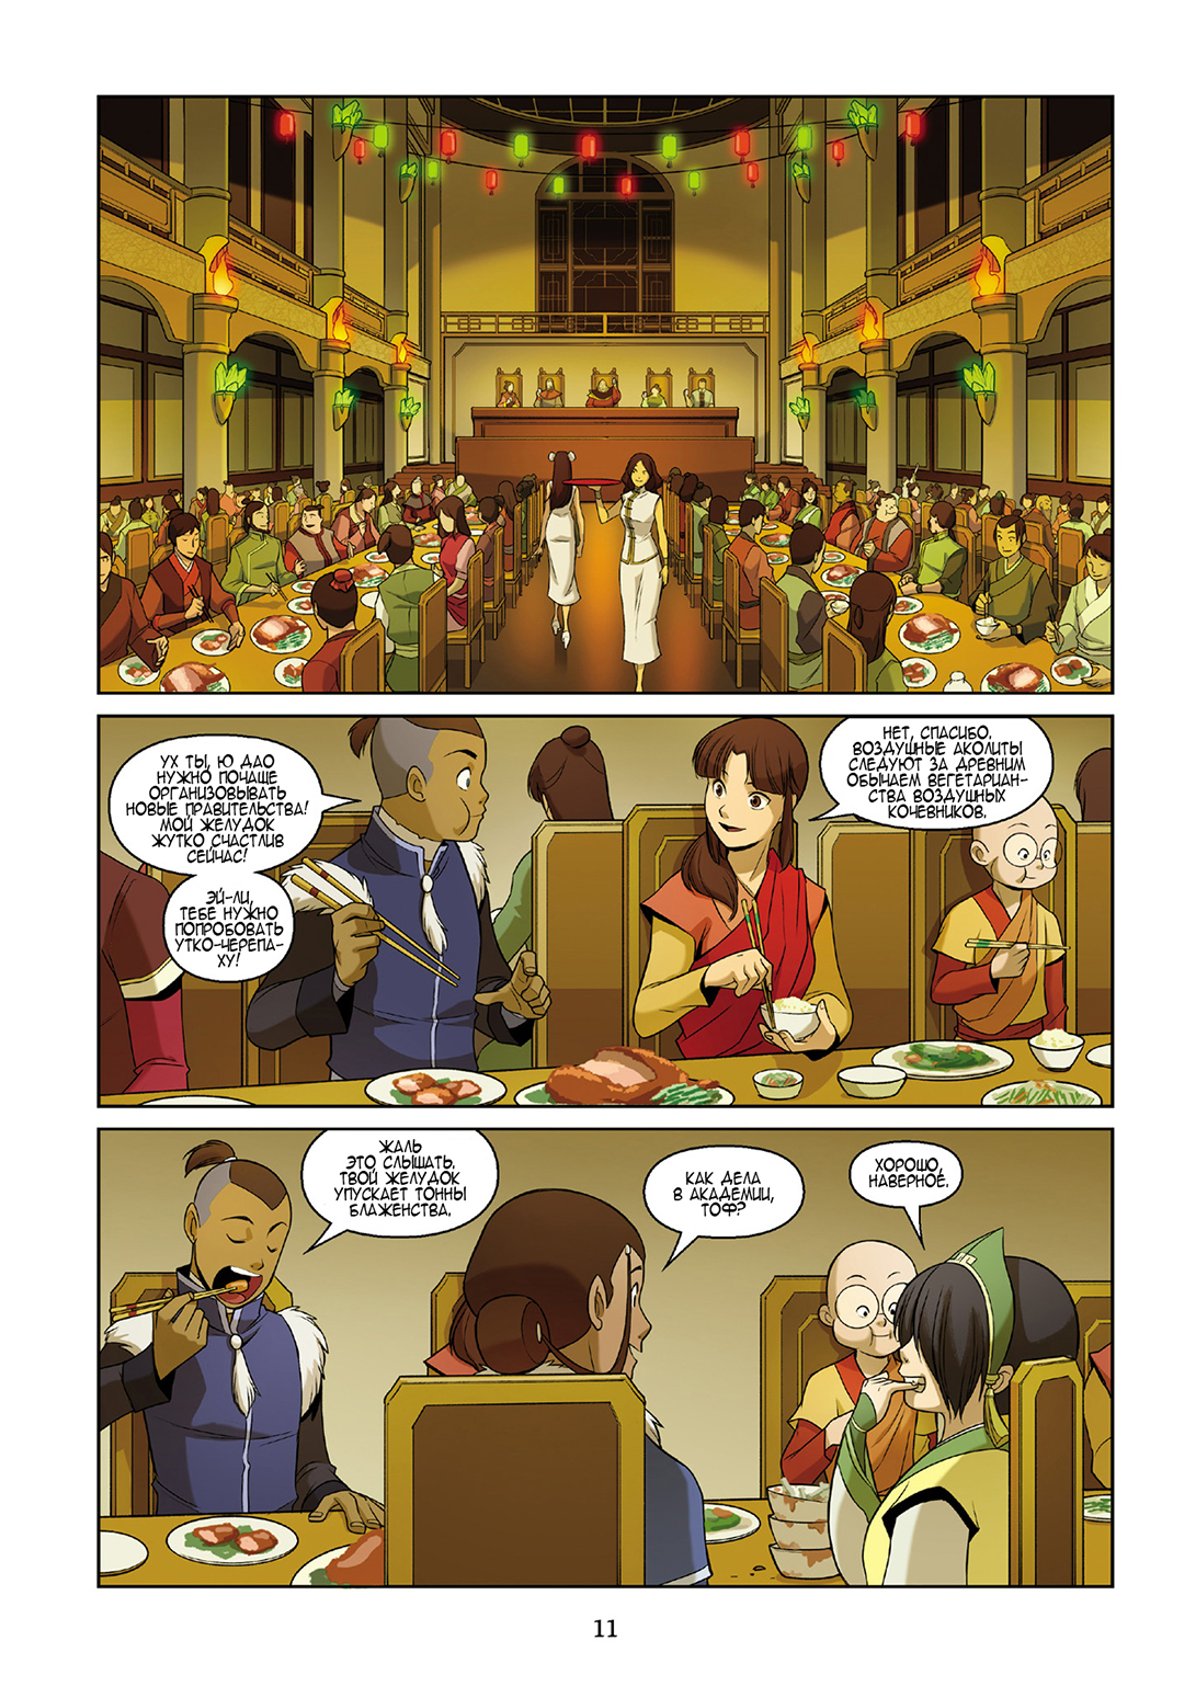 УХ ТЫ, Ю ДАО
НУЖНО ПОЧАЩЕ
ОРГАНИЗОВЫВАТЬ
НОВЫЕ ПРАВИТЕЛЬСТВА!
МОЙ ЖЕЛУДОК
ЖУТКО СЧАСТЛИВ
СЕЙЧАС!
ЭЙ-ЛИ,
ТЕБЕ НУЖНО
ПОПРОБОВАТЬ
УТКО-ЧЕРЕПА-
ХУ!
НЕТ, СПАСИБО.
ВОЗДУШНЫЕ АКОЛИТЫ
СЛЕДУЮТ ЗА ДРЕВНИМ
ОБЫЧАЕМ ВЕГЕТАРИАН-
СТВА ВОЗДУШНЫХ
КОЧЕВНИКОВ.
ЖАЛЬ
ЭТО СЛЫШАТЬ.
ТВОЙ ЖЕЛУДОК
УПУСКАЕТ ТОННЫ
БЛАЖЕНСТВА.
КАК ДЕЛА
В АКАДЕМИИ,
ТОФ?
ХОРОШО,
НАВЕРНОЕ.
11